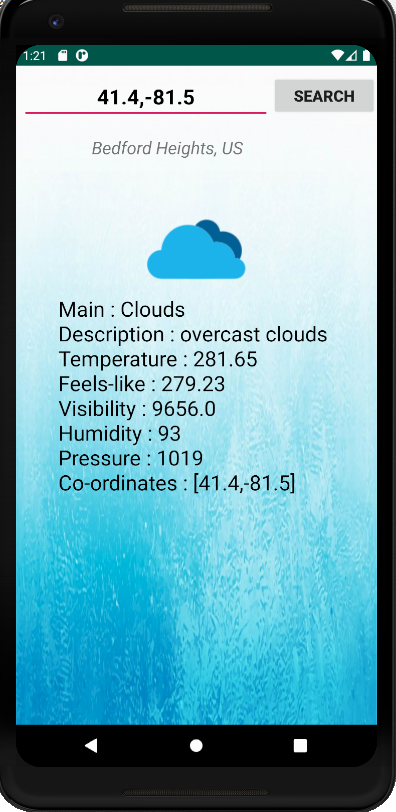 1:21
41.4,-81.5
SEARCH
Bedford Heights, US
Main : Clouds
Description : overcast clouds
Temperature : 281.65
Feels-like : 279.23
Visibility : 9656.0
Humidity : 93
Pressure : 1019
Co-ordinates : [41.4,-81.5]